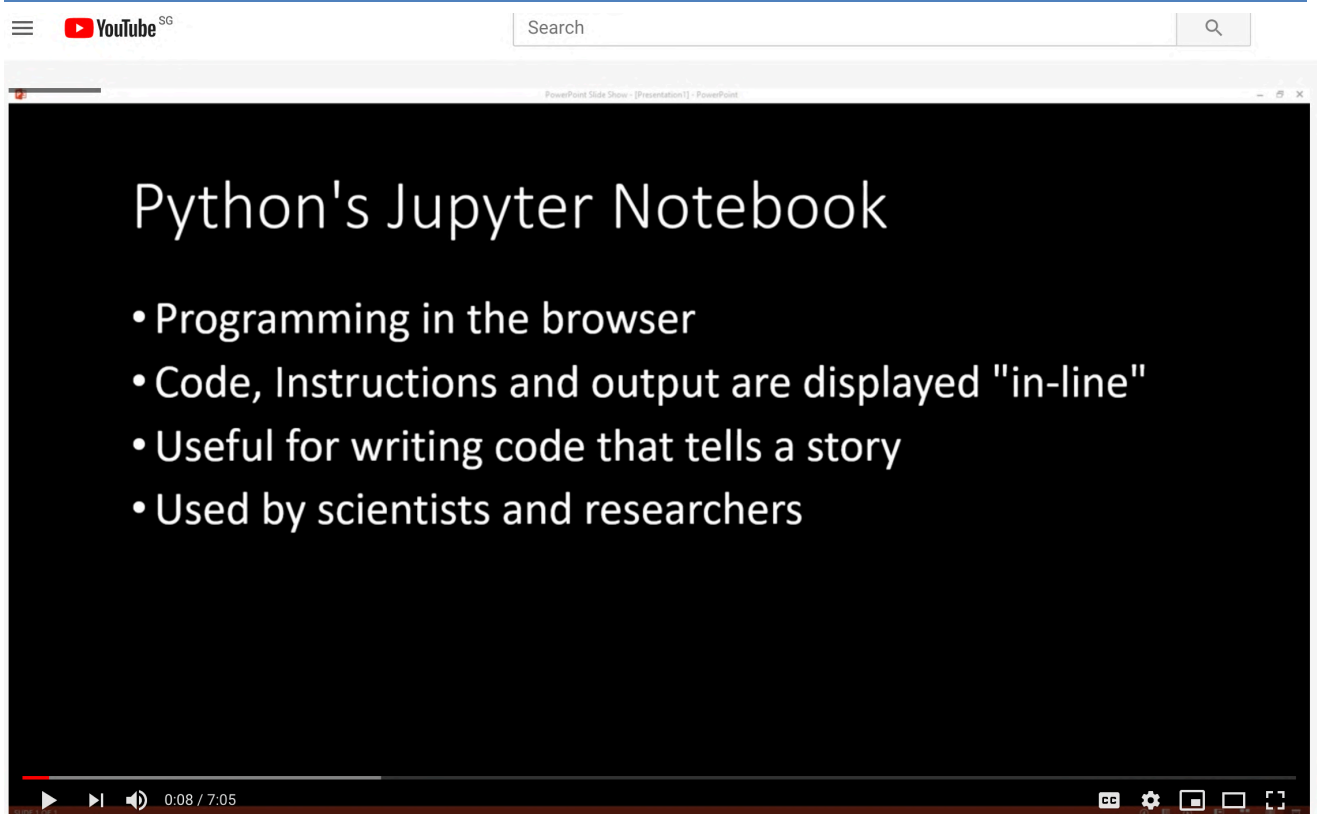 YouTube SG
Search
PowerPoint Slide Show - [Presentation1] - PowerPoint
Python's Jupyter Notebook
• Programming in the browser
• Code, Instructions and output are displayed "in-line"
• Useful for writing code that tells a story
• Used by scientists and researchers
0:08 / 7:05
CC